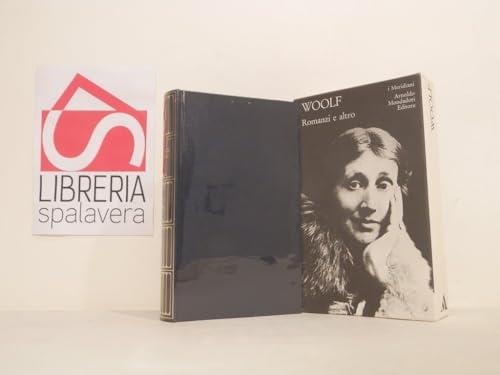 LIBRERIA
spalavera
WOOLF
Romanzi e altro
i Meridiani
Arnoldo
Mondadori
Editore
WOOLF